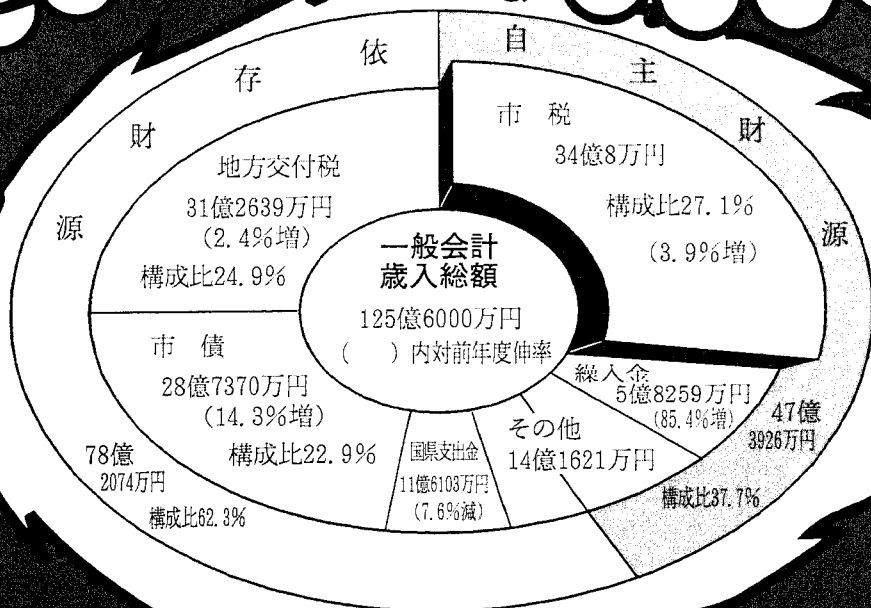 自主財源
市税
34億8万円
構成比27.1%
(3.9%増)
繰入金
5億8259万円
(85.4%増)
47億
3926万円
構成比37.7%
その他
14億1621万円
国県支出金
11億6103万円
(7.6%減)
市債
28億7370万円
(14.3%増)
構成比22.9%
78億
2074万円
構成比62.3%
依存財源
地方交付税
31億2639万円
(2.4%増)
構成比24.9%
一般会計
歳入総額
125億6000万円
( )内対前年度伸率